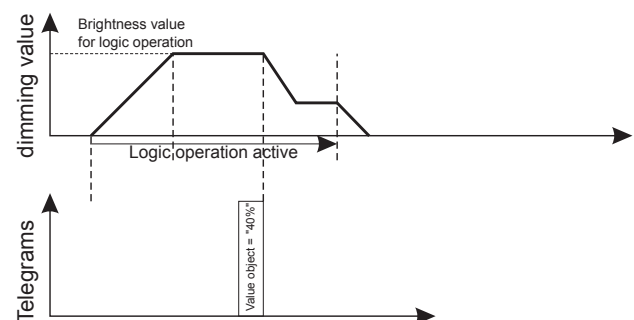 dimming value
Brightness value
for logic operation
Logic operation active
Telegrams
Value object = "40%"